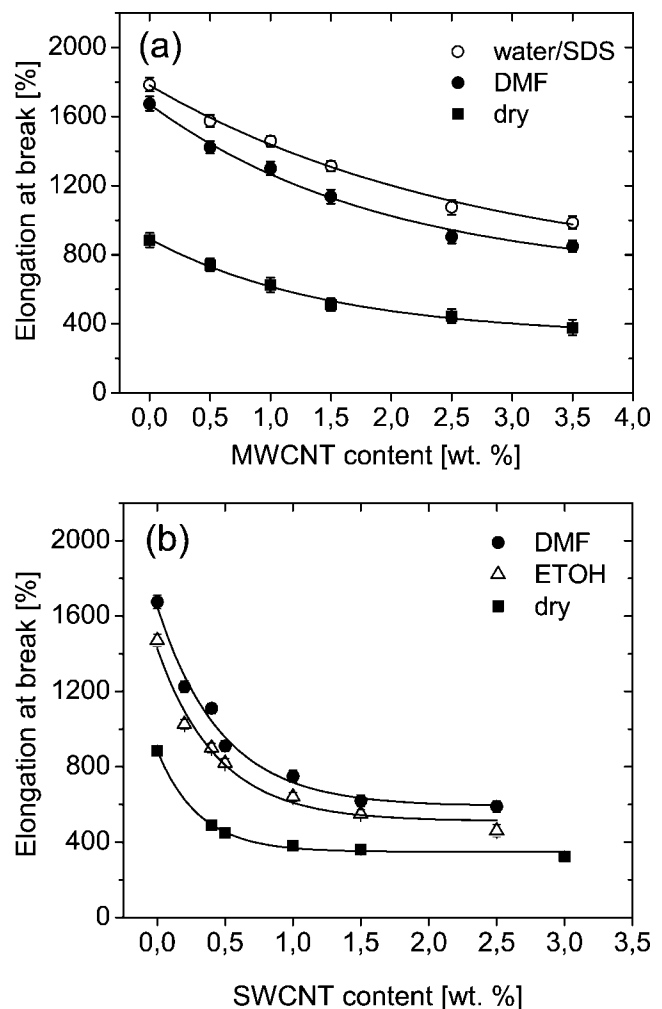 (a)
water/SDS
DMF
dry
2000
1600
1200
800
400
0
Elongation at break [%]
0,0 0,5 1,0 1,5 2,0 2,5 3,0 3,5 4,0
MWCNT content [wt. %]
(b)
DMF
ETOH
dry
2000
1600
1200
800
400
0
Elongation at break [%]
0,0 0,5 1,0 1,5 2,0 2,5 3,0 3,5
SWCNT content [wt. %]